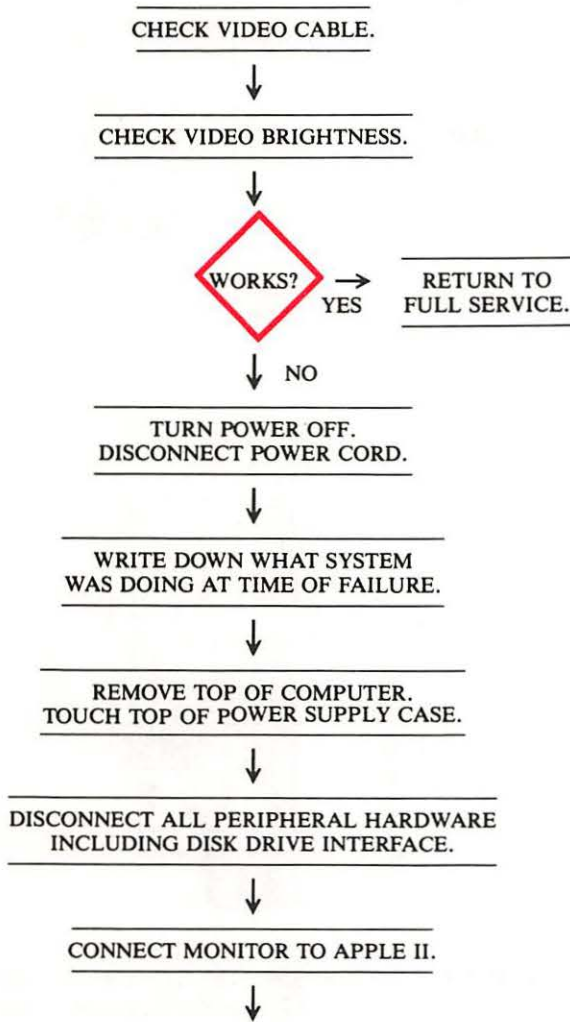 CHECK VIDEO CABLE.
CHECK VIDEO BRIGHTNESS.
WORKS?
YES
RETURN TO
FULL SERVICE.
NO
TURN POWER OFF.
DISCONNECT POWER CORD.
WRITE DOWN WHAT SYSTEM
WAS DOING AT TIME OF FAILURE.
REMOVE TOP OF COMPUTER.
TOUCH TOP OF POWER SUPPLY CASE.
DISCONNECT ALL PERIPHERAL HARDWARE
INCLUDING DISK DRIVE INTERFACE.
CONNECT MONITOR TO APPLE II.